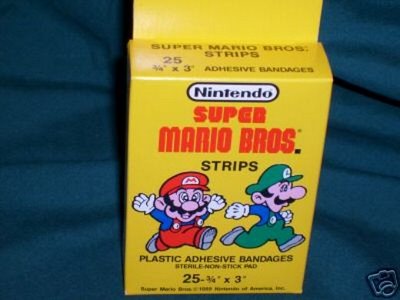 SUPER MARIO BROS.
STRIPS
25
3/4" x 3" ADHESIVE BANDAGES
Nintendo
SUPER
MARIO BROS.
STRIPS
PLASTIC ADHESIVE BANDAGES
STERILE-NON-STICK PAD
25-3/4" x 3"
Super Mario Bros.©1989 Nintendo of America, Inc.